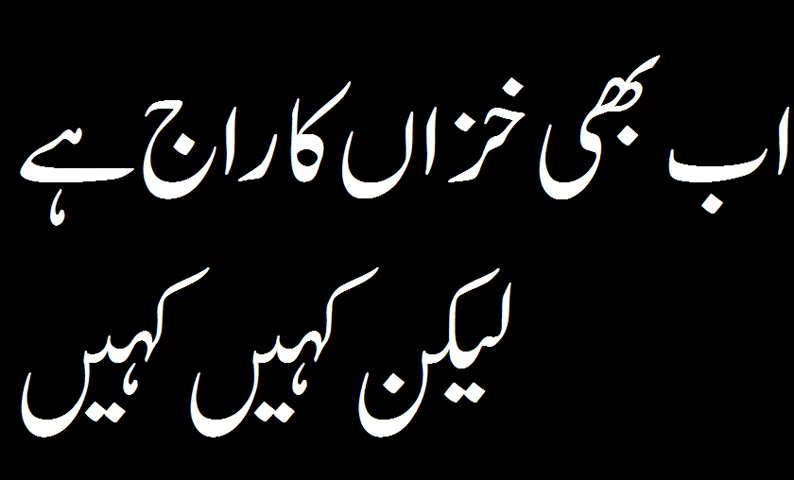 اب بھی خزاں کا راج ہے
لیکن کہیں کہیں